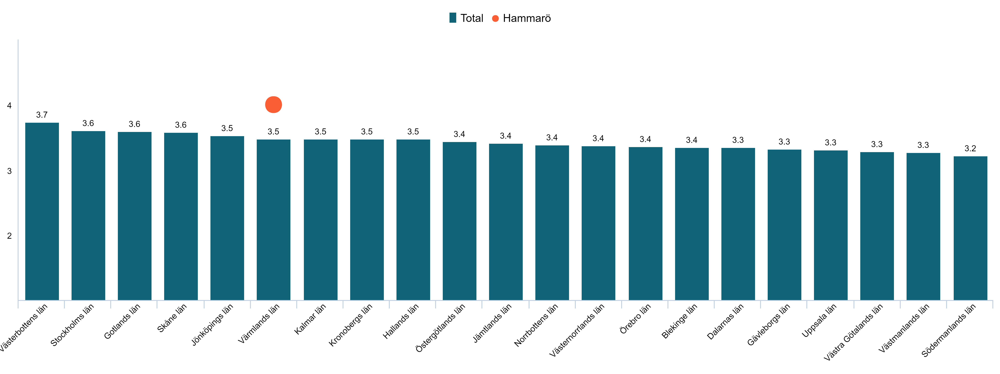 Total Hammarö
4
3
2
3.7
3.6
3.6
3.6
3.5
3.5
3.5
3.5
3.5
3.4
3.4
3.4
3.4
3.4
3.4
3.3
3.3
3.3
3.3
3.3
3.2
Västerbottens län
Stockholms län
Gotlands län
Skåne län
Jönköpings län
Värmlands län
Kalmar län
Kronobergs län
Hallands län
Östergötlands län
Jämtlands län
Norrbottens län
Västernorrlands län
Örebro län
Blekinge län
Dalarnas län
Gävleborgs län
Uppsala län
Västra Götalands län
Västmanlands län
Södermanlands län